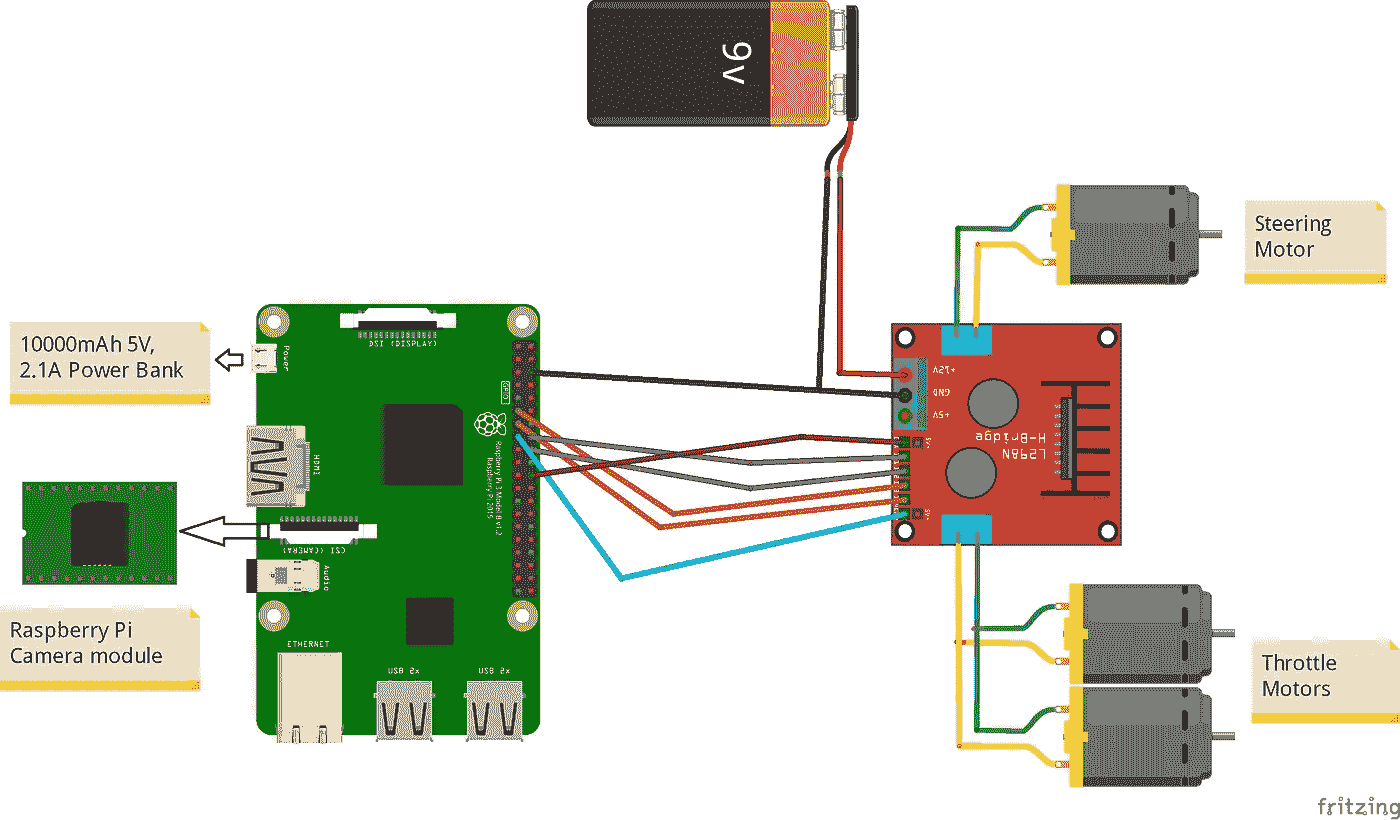 9v
Steering
Motor
10000mAh 5V,
2.1A Power Bank
Power
DSI (DISPLAY)
GPIO
Raspberry Pi 3 Model B v1.2
© Raspberry Pi 2015
HDMI
CSI (CAMERA)
Audio
ETHERNET
USB 2x
USB 2x
+12V
GND
+5V
5V+
L298N
H-Bridge
5V+
Raspberry Pi
Camera module
Throttle
Motors
fritzing